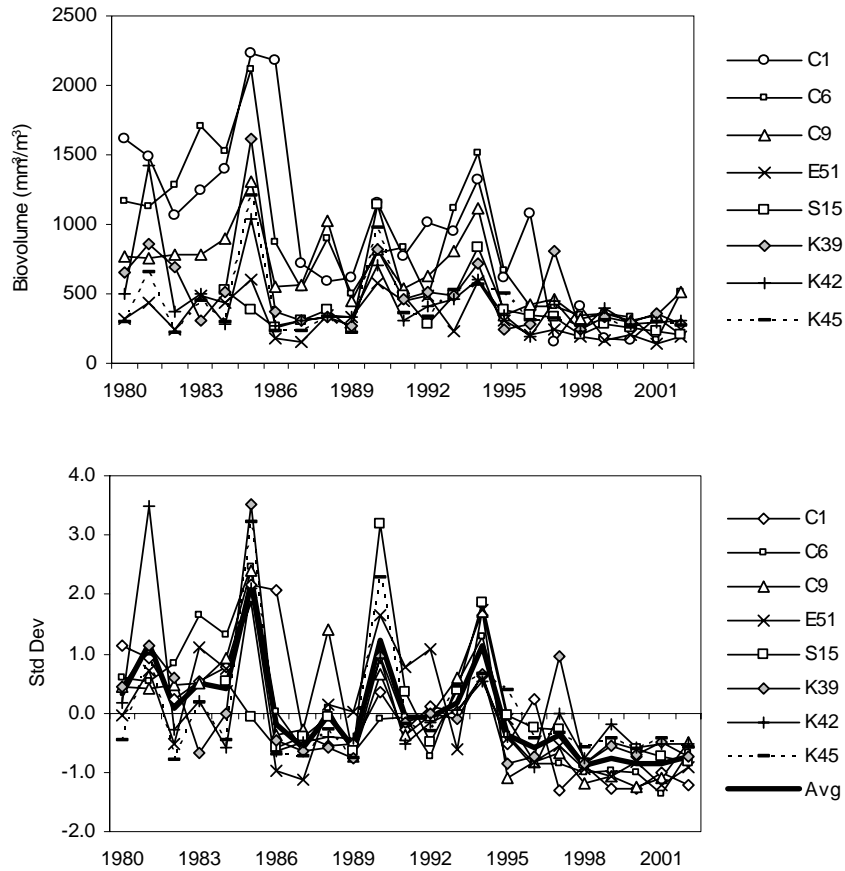 2500
2000
1500
1000
500
0
Biovolume (mm³/m³)
1980 1983 1986 1989 1992 1995 1998 2001
C1
C6
C9
E51
S15
K39
K42
K45
4.0
3.0
2.0
1.0
0.0
-1.0
-2.0
Std Dev
1980 1983 1986 1989 1992 1995 1998 2001
C1
C6
C9
E51
S15
K39
K42
K45
Avg